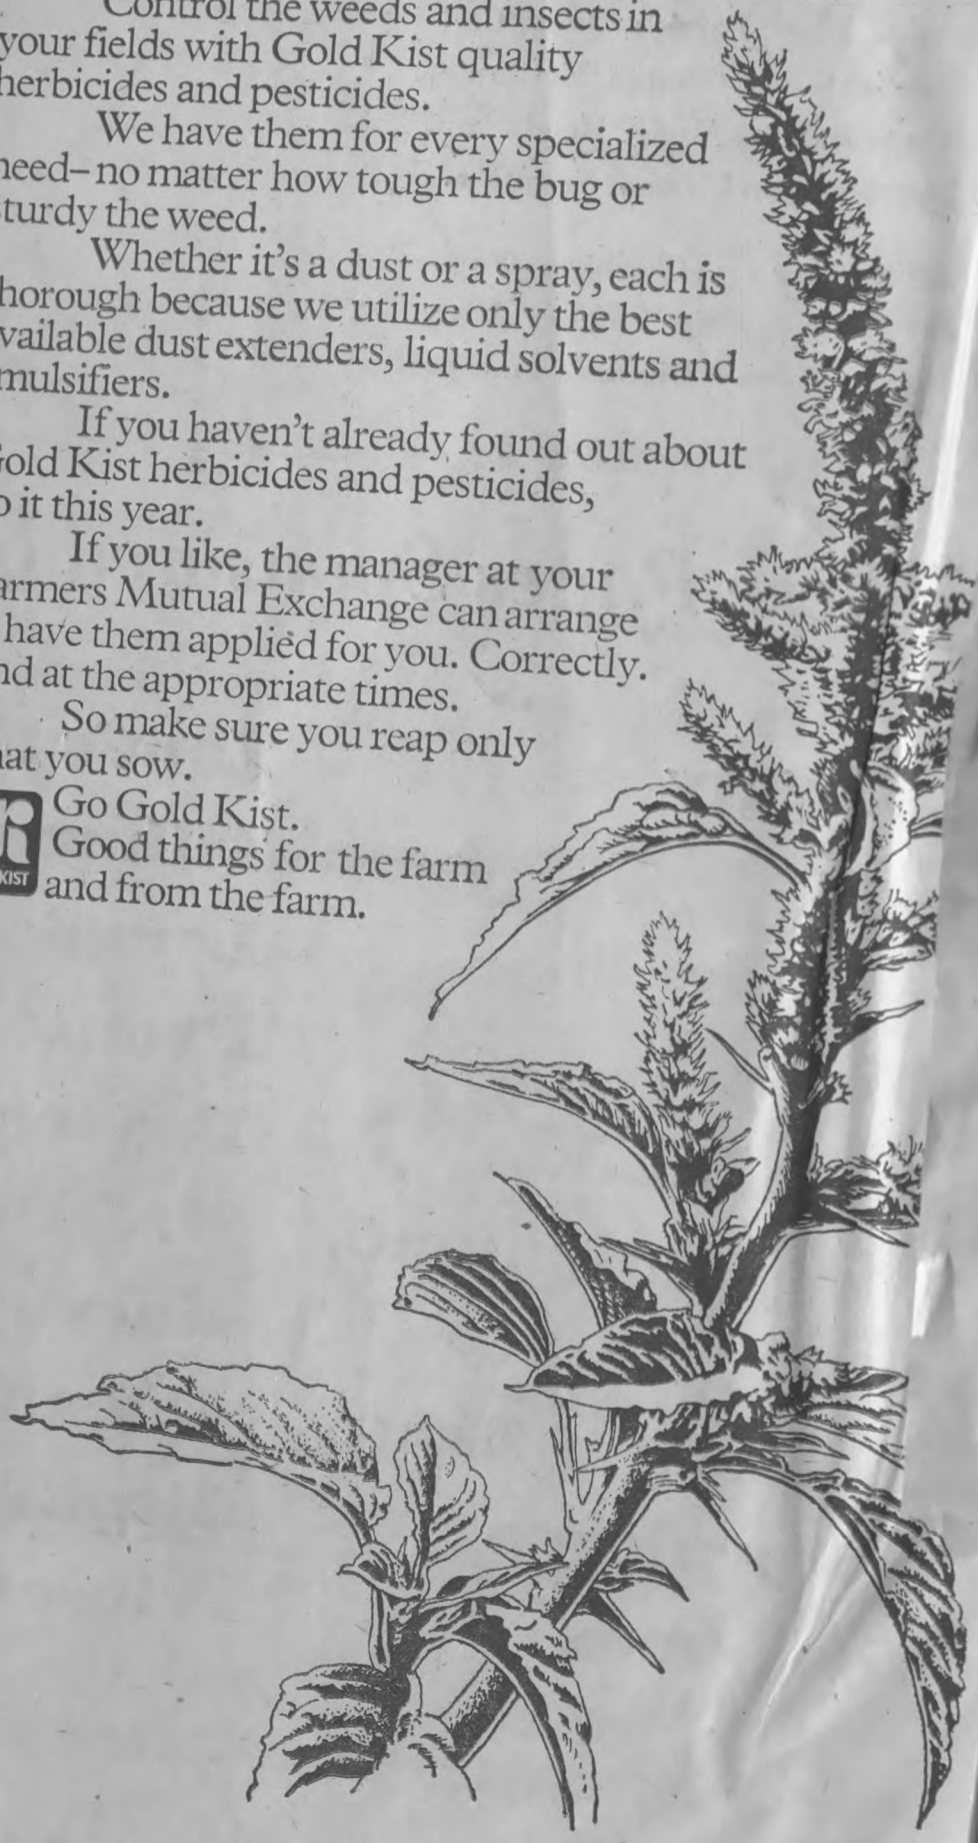 Control the weeds and insects in
your fields with Gold Kist quality
herbicides and pesticides.
We have them for every specialized
need—no matter how tough the bug or
turdy the weed.
Whether it's a dust or a spray, each is
horough because we utilize only the best
vailable dust extenders, liquid solvents and
mulsifiers.
If you haven't already found out about
old Kist herbicides and pesticides,
o it this year.
If you like, the manager at your
armers Mutual Exchange can arrange
have them applied for you. Correctly.
nd at the appropriate times.
So make sure you reap only
hat you sow.
Go Gold Kist.
Good things for the farm
KIST
and from the farm.